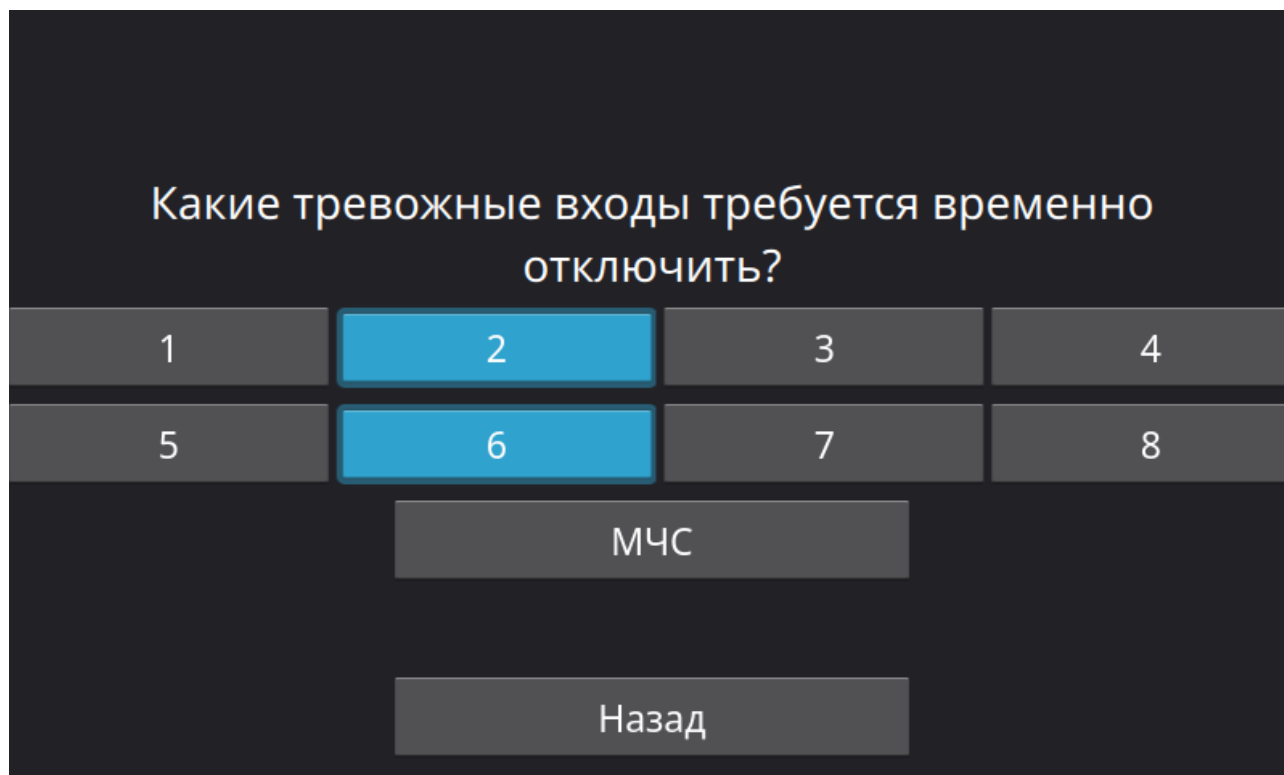 Какие тревожные входы требуется временно
отключить?
1 2 3 4
5 6 7 8
МЧС
Назад